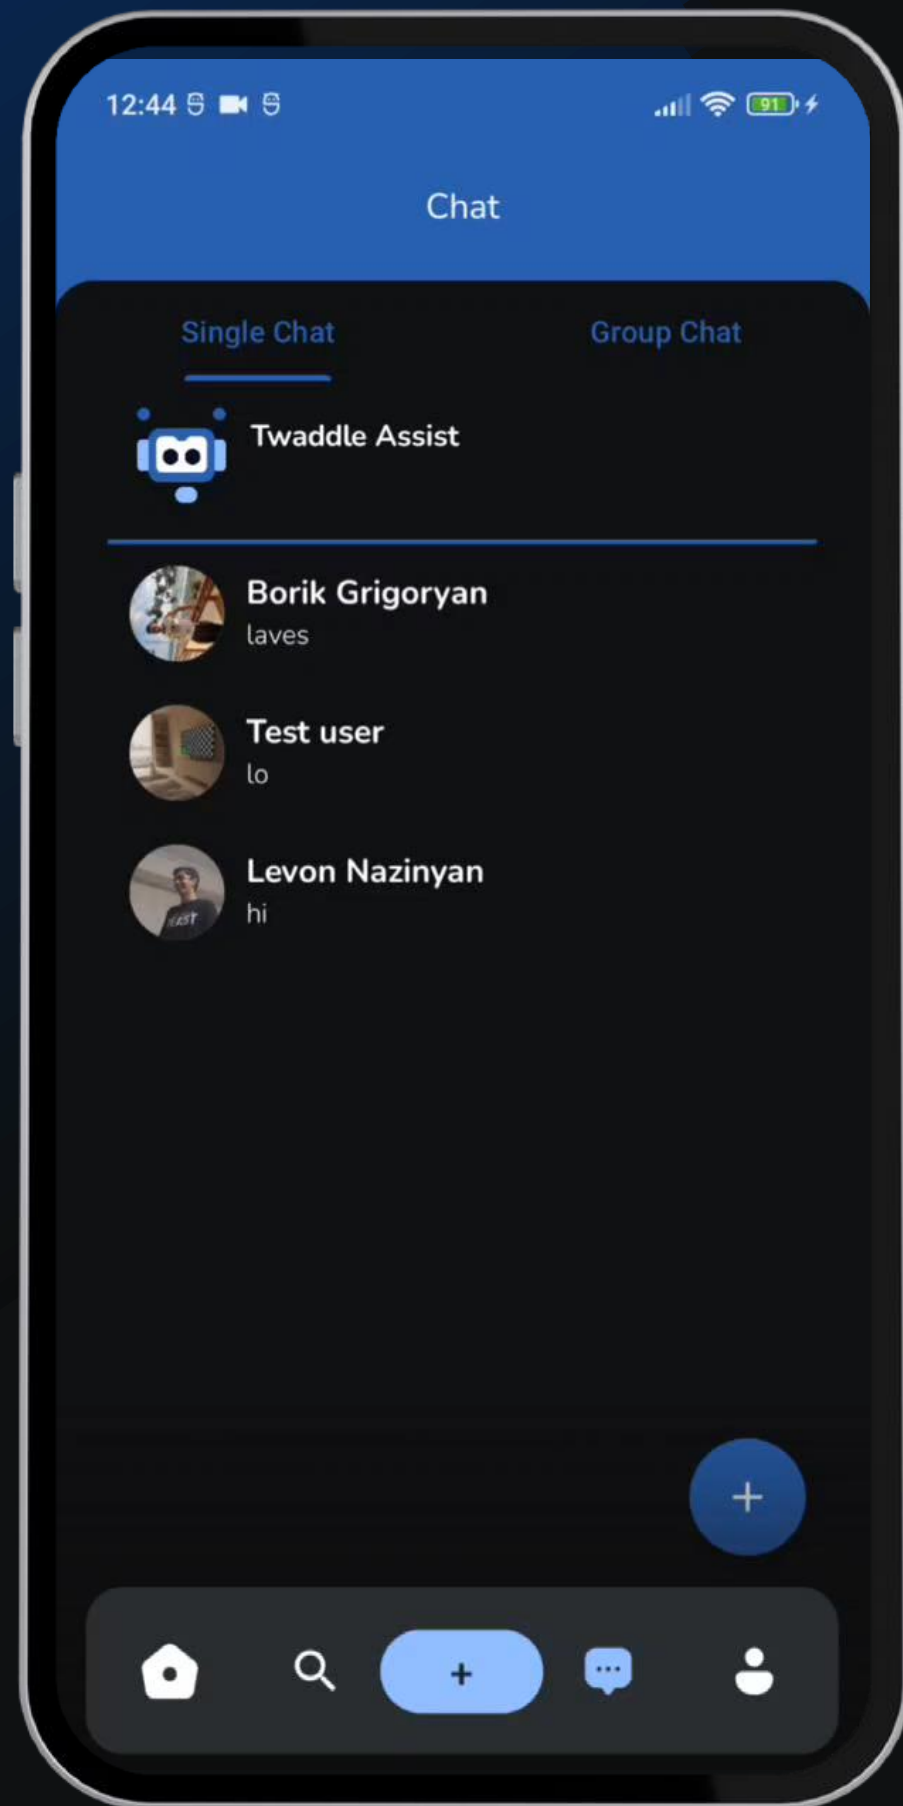 12:44
91
Chat
Single Chat
Group Chat
Twaddle Assist
Borik Grigoryan
laves
Test user
lo
Levon Nazinyan
hi
+
+